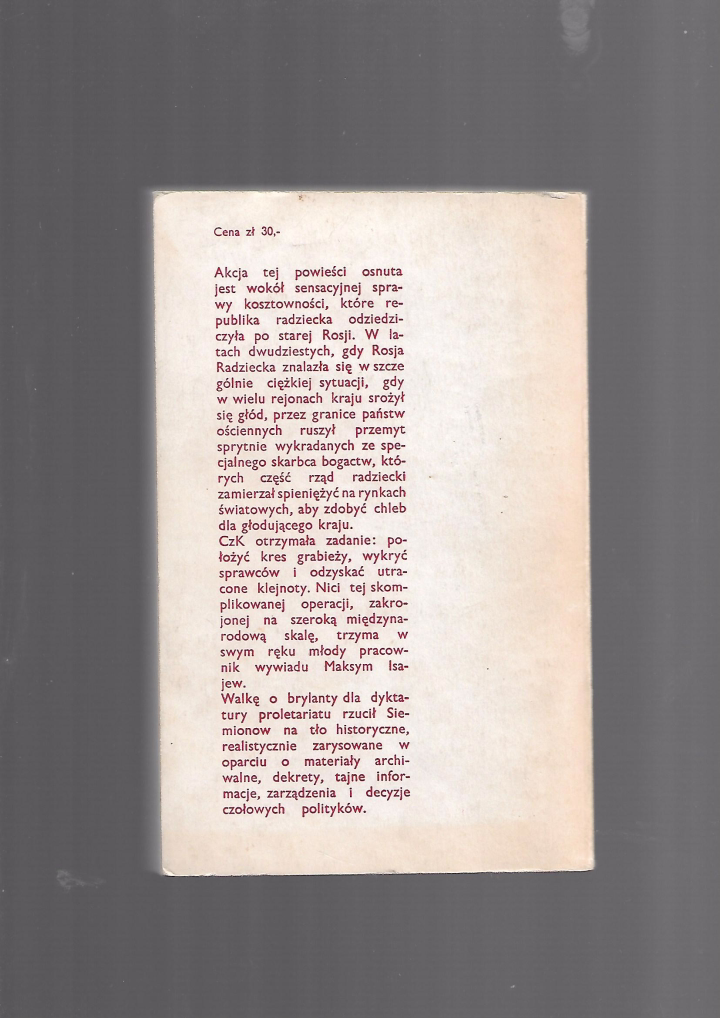 Cena zł 30,-
Akcja tej powieści osnuta
jest wokół sensacyjnej spra-
wy kosztowności, które re-
publika radziecka odziedzi-
czyła po starej Rosji. W la-
tach dwudziestych, gdy Rosja
Radziecka znalazła się w szcze
gólnie ciężkiej sytuacji, gdy
w wielu rejonach kraju srożył
się głód, przez granice państw
ościennych ruszył przemyt
sprytnie wykradanych ze spe-
cjalnego skarbca bogactw, któ-
rych część rząd radziecki
zamierzał spieniężyć na rynkach
światowych, aby zdobyć chleb
dla głodującego kraju.
CzK otrzymała zadanie: po-
łożyć kres grabieży, wykryć
sprawców i odzyskać utra-
cone klejnoty. Nici tej skom-
plikowanej operacji, zakro-
jonej na szeroką międzyna-
rodową skalę, trzyma w
swym ręku młody pracow-
nik wywiadu Maksym Isa-
jew.
Walkę o brylanty dla dykta-
tury proletariatu rzucił Sie-
mionow na tło historyczne,
realistycznie zarysowane w
oparciu o materiały archi-
walne, dekrety, tajne infor-
macje, zarządzenia i decyzje
czołowych polityków.